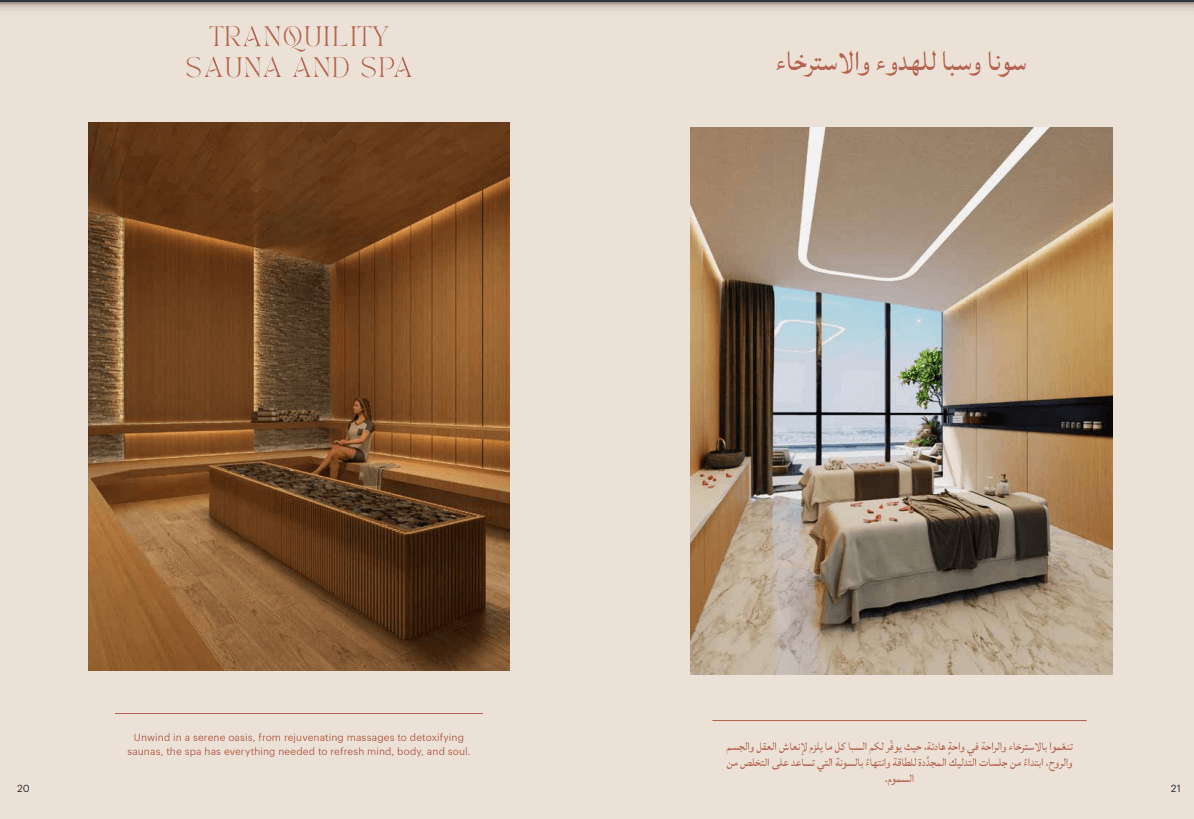 TRANQUILITY
SAUNA AND SPA
Unwind in a serene oasis, from rejuvenating massages to detoxifying
saunas, the spa has everything needed to refresh mind, body, and soul.
20
سونا وسبا للهدوء والاسترخاء
تنعّموا بالاسترخاء والراحة في واحةٍ هادئة، حيث يوفّر لكم السبا كل ما يلزم لإنعاش العقل والجسم
والروح، ابتداءً من جلسات التدليك المجدِّدة للطاقة وانتهاءً بالسونة التي تساعد على التخلص من
السموم.
21